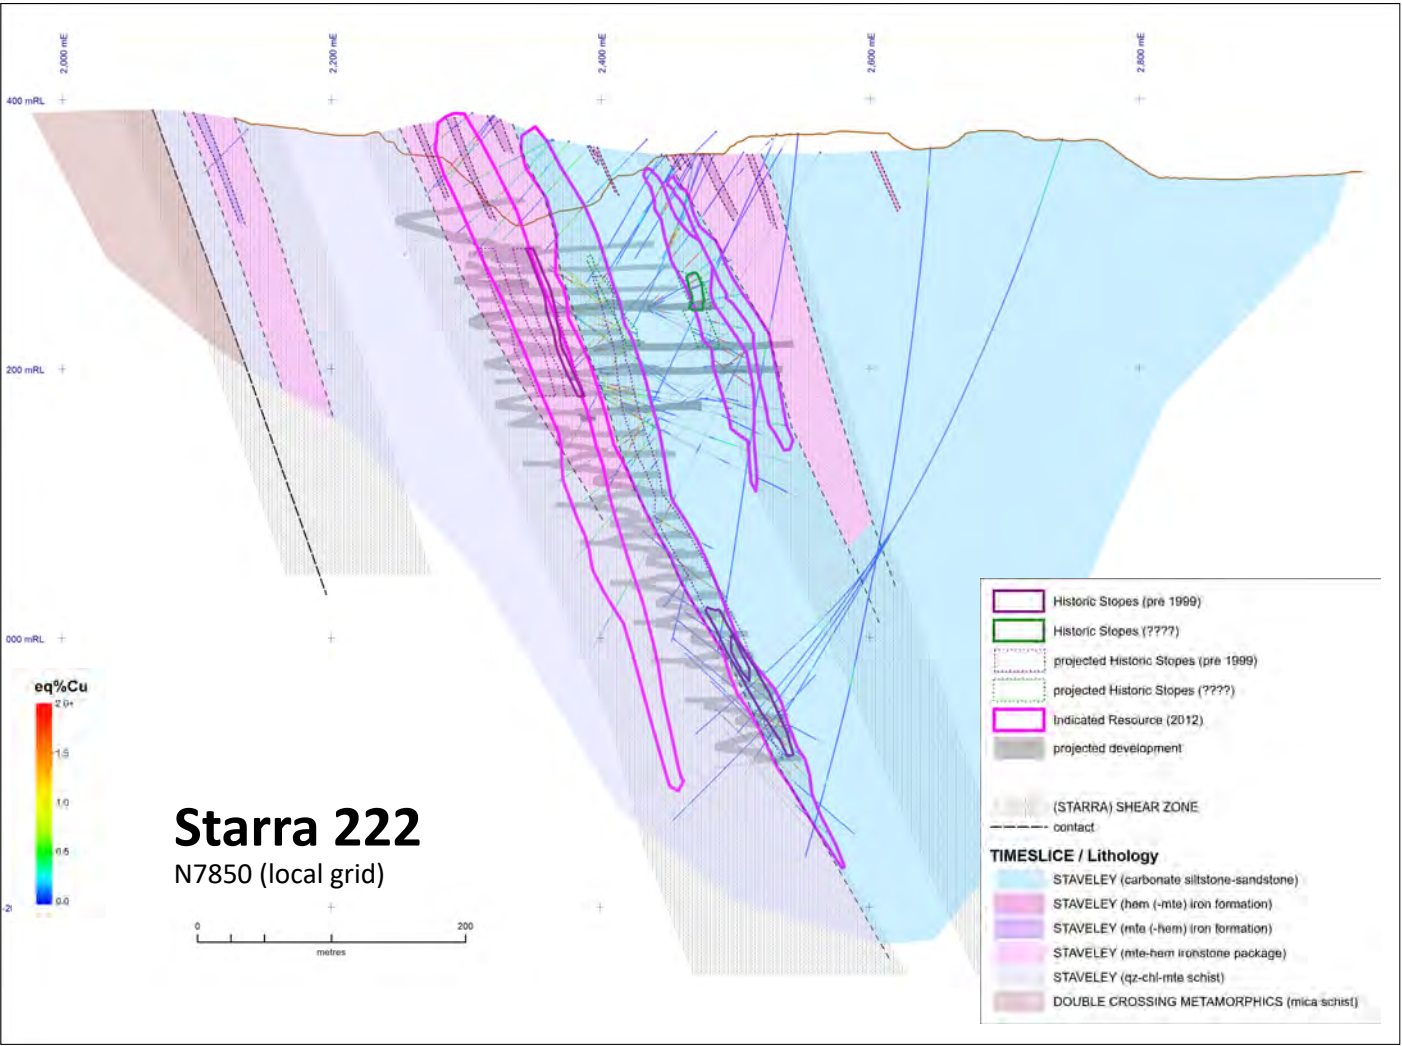 2,000 mE
2,200 mE
2,400 mE
2,600 mE
2,800 mE
400 mRL
200 mRL
000 mRL
-2
eq%Cu
2.0+
1.5
1.0
0.5
0.0
Starra 222
N7850 (local grid)
0 200
metres
Historic Stopes (pre 1999)
Historic Stopes (????)
projected Historic Stopes (pre 1999)
projected Historic Stopes (????)
Indicated Resource (2012)
projected development
(STARRA) SHEAR ZONE
contact
TIMESLICE / Lithology
STAVELEY (carbonate siltstone-sandstone)
STAVELEY (hem (-mte) iron formation)
STAVELEY (mte (-hem) iron formation)
STAVELEY (mte-hem ironstone package)
STAVELEY (qz-chl-mte schist)
DOUBLE CROSSING METAMORPHICS (mica schist)